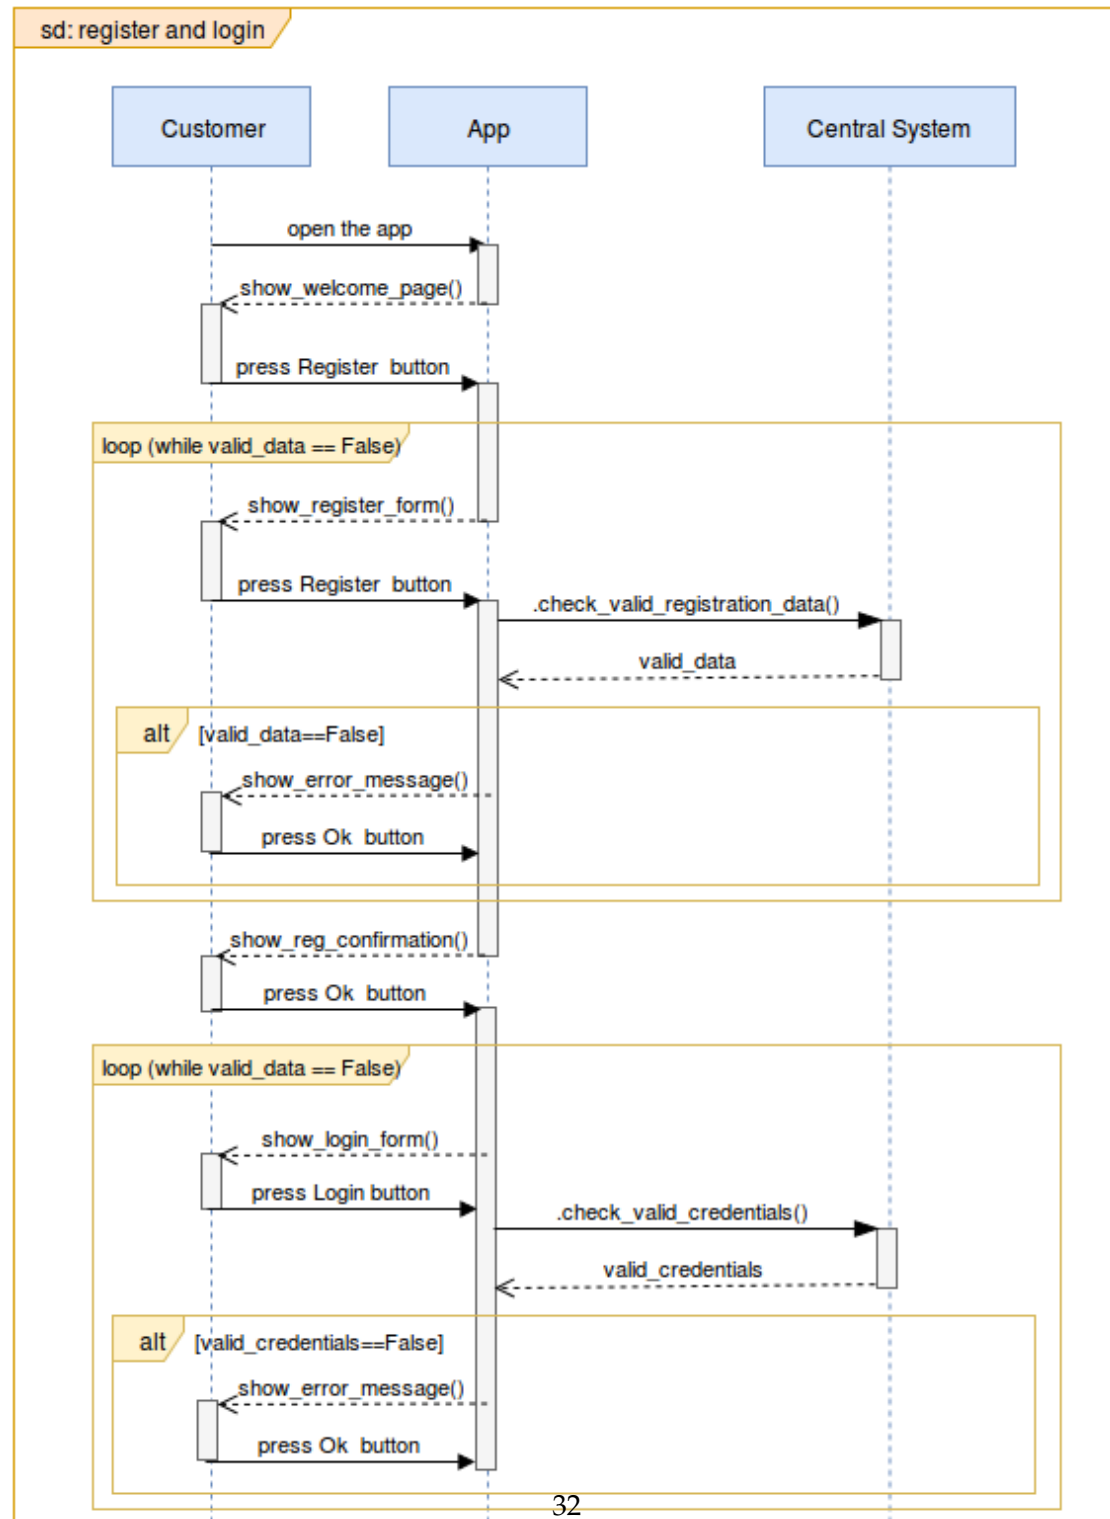 sd: register and login
Customer
App
Central System
open the app
show_welcome_page()
press Register  button
loop (while valid_data == False)
show_register_form()
press Register  button
.check_valid_registration_data()
valid_data
alt
[valid_data==False]
show_error_message()
press Ok  button
show_reg_confirmation()
press Ok  button
loop (while valid_data == False)
show_login_form()
press Login button
.check_valid_credentials()
valid_credentials
alt
[valid_credentials==False]
show_error_message()
press Ok  button
32